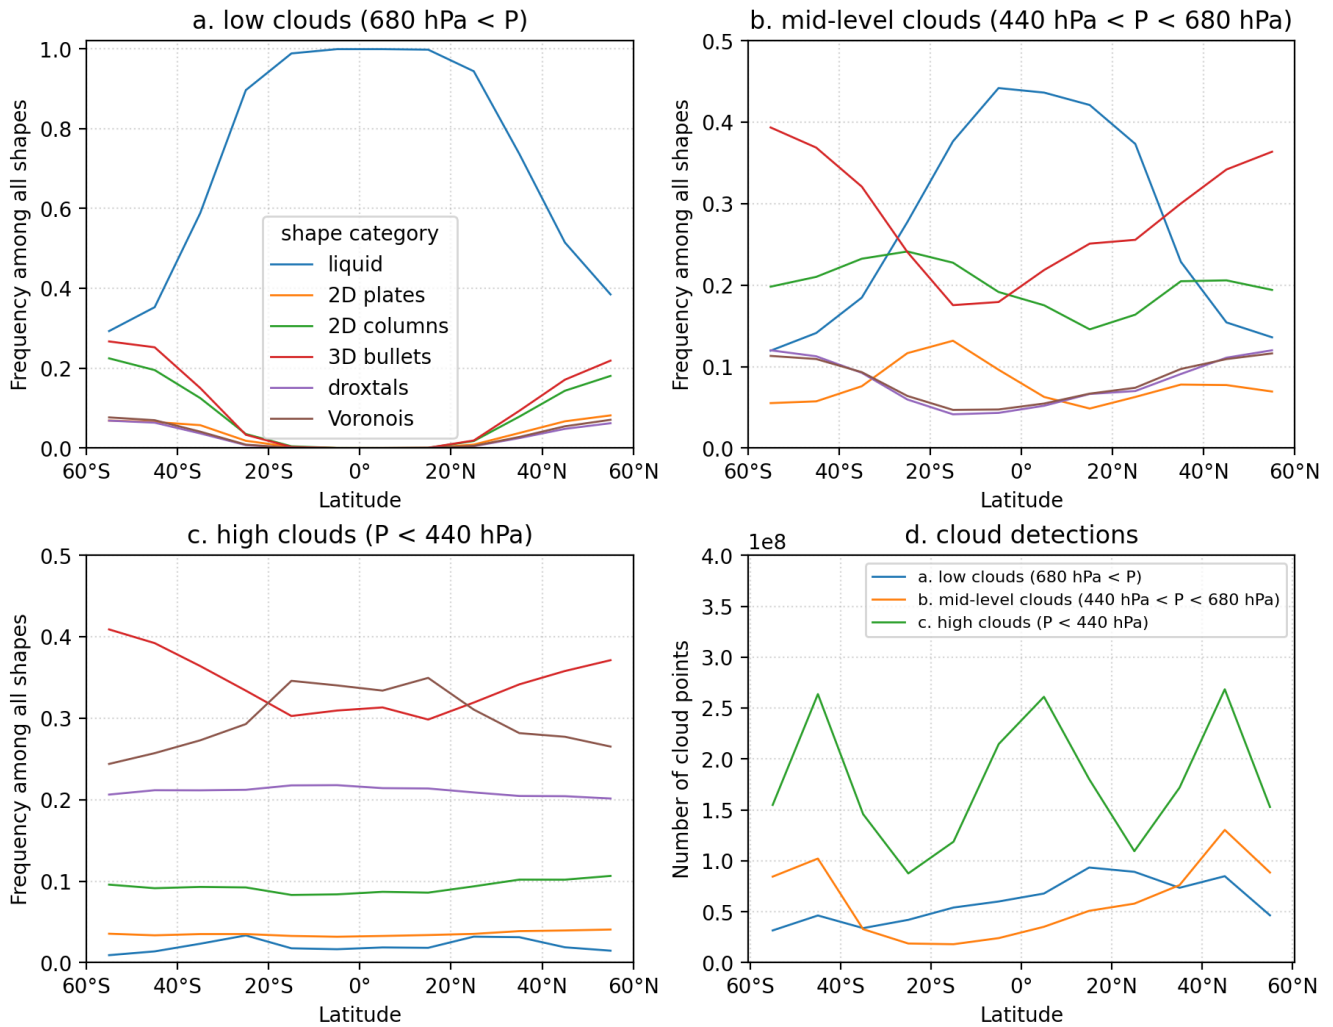 a. low clouds (680 hPa < P)
Frequency among all shapes
1.0
0.8
0.6
0.4
0.2
0.0
shape category
liquid
2D plates
2D columns
3D bullets
droxtals
Voronois
60°S 40°S 20°S 0° 20°N 40°N 60°N
Latitude
b. mid-level clouds (440 hPa < P < 680 hPa)
Frequency among all shapes
0.5
0.4
0.3
0.2
0.1
0.0
60°S 40°S 20°S 0° 20°N 40°N 60°N
Latitude
c. high clouds (P < 440 hPa)
Frequency among all shapes
0.5
0.4
0.3
0.2
0.1
0.0
60°S 40°S 20°S 0° 20°N 40°N 60°N
Latitude
d. cloud detections
1e8
Number of cloud points
4.0
3.5
3.0
2.5
2.0
1.5
1.0
0.5
0.0
a. low clouds (680 hPa < P)
b. mid-level clouds (440 hPa < P < 680 hPa)
c. high clouds (P < 440 hPa)
60°S 40°S 20°S 0° 20°N 40°N 60°N
Latitude